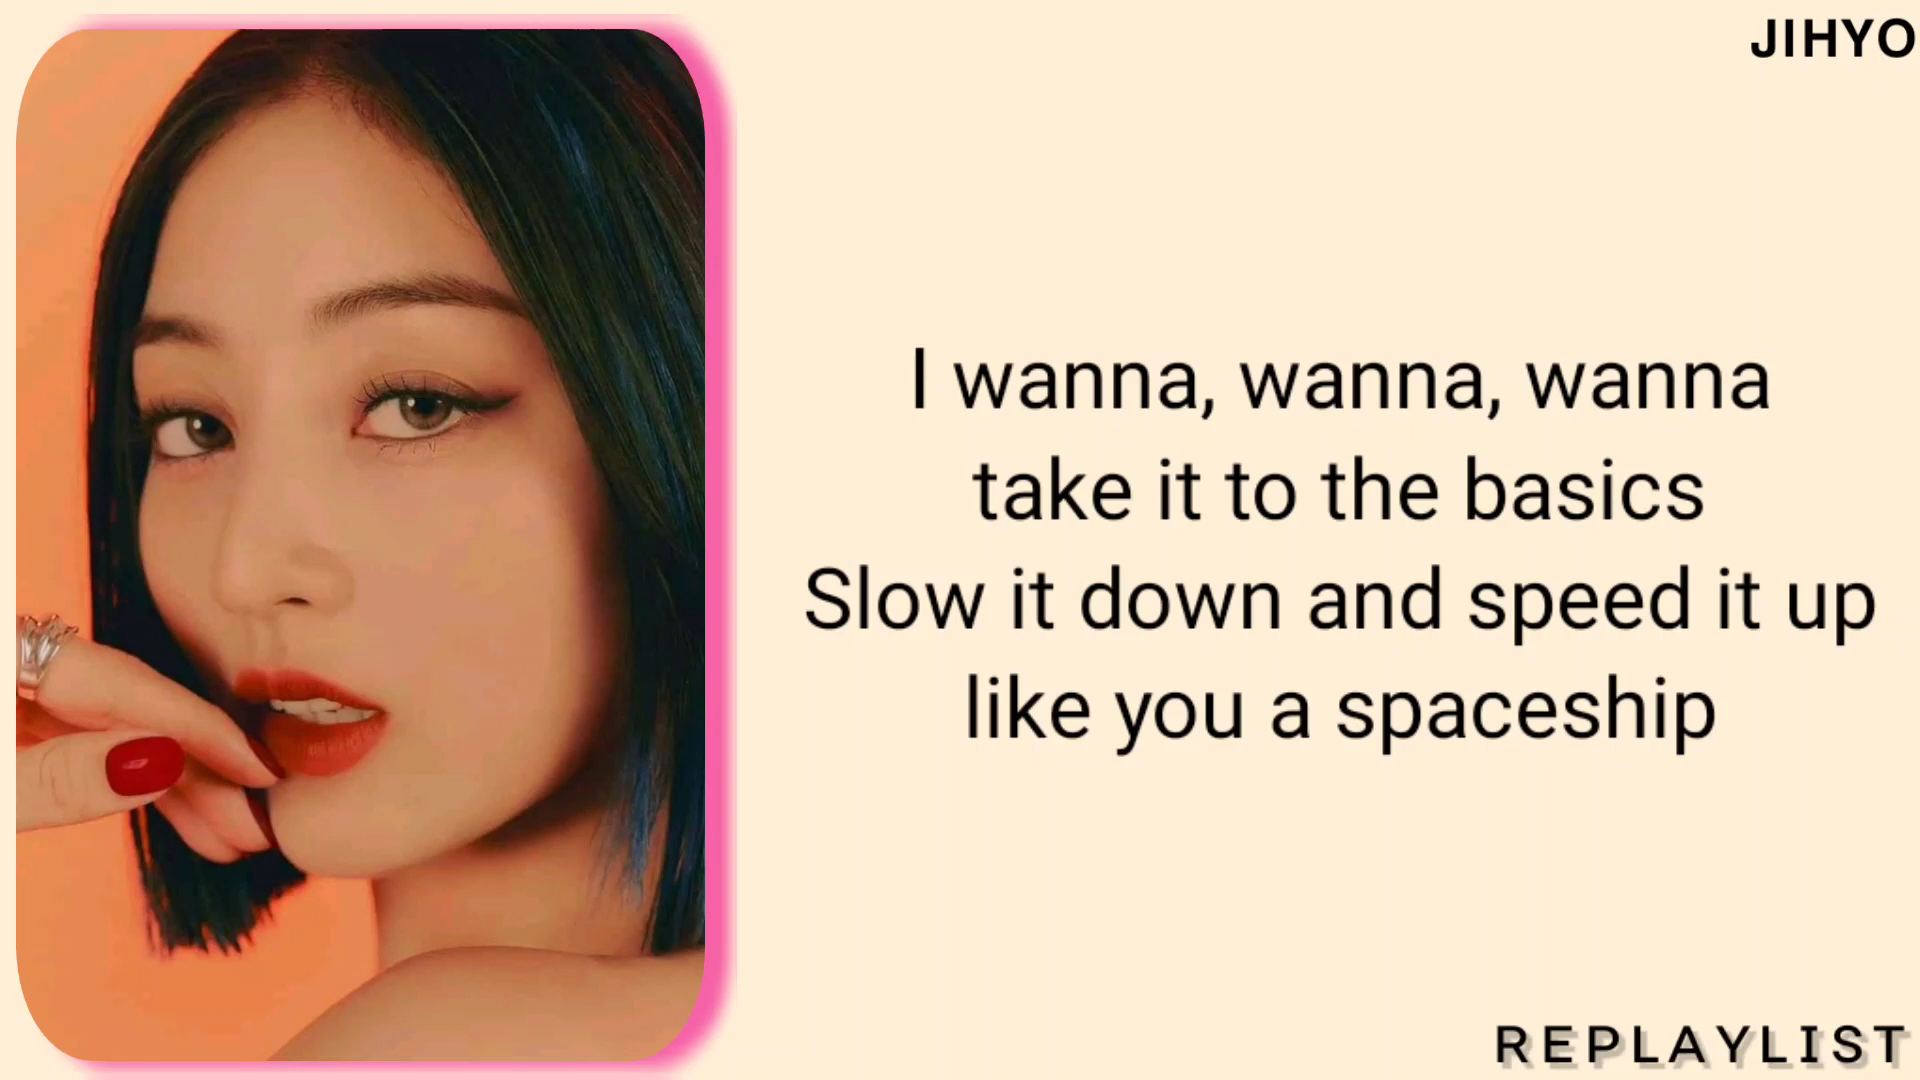 JIHYO
I wanna, wanna, wanna
take it to the basics
Slow it down and speed it up
like you a spaceship
REPLAYLIST